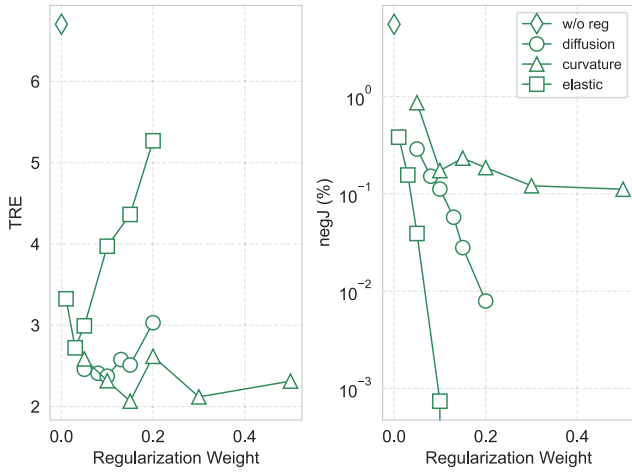 TRE
6
5
4
3
2
0.0 0.2 0.4
Regularization Weight
negJ (%)
10^0
10^−1
10^−2
10^−3
0.0 0.2 0.4
Regularization Weight
w/o reg
diffusion
curvature
elastic